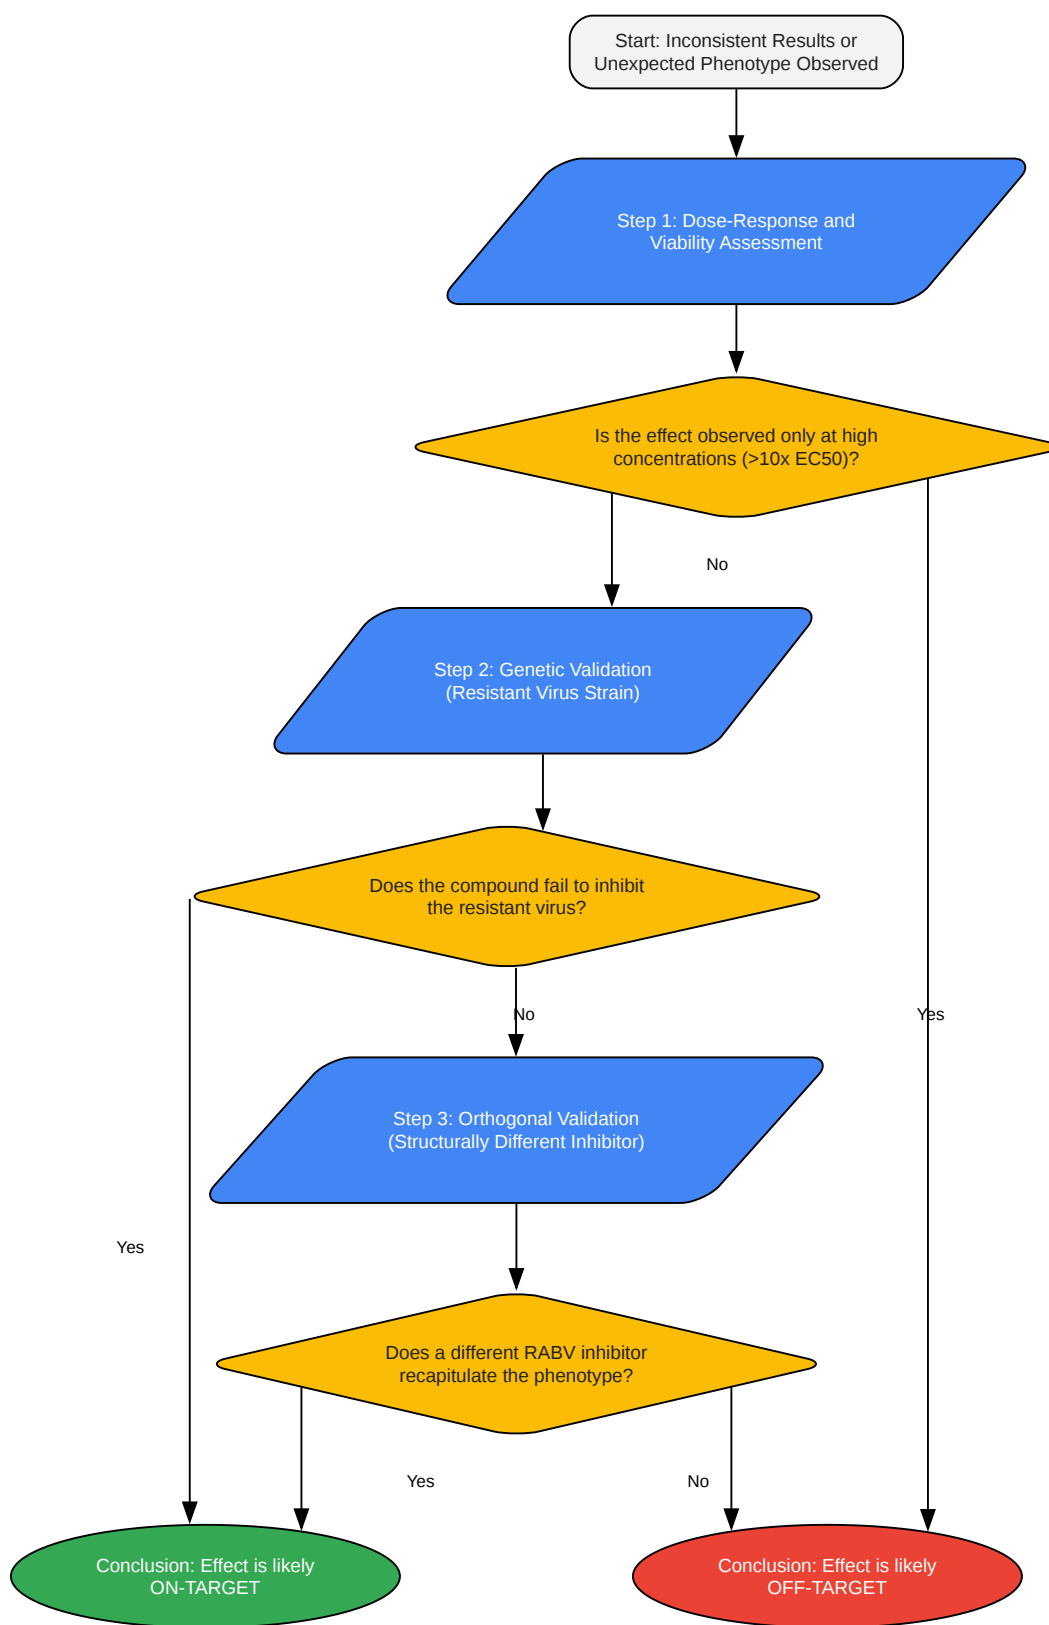 Start: Inconsistent Results or
Unexpected Phenotype Observed
Step 1: Dose-Response and
Viability Assessment
Is the effect observed only at high
concentrations (>10x EC50)?
No
Step 2: Genetic Validation
(Resistant Virus Strain)
Does the compound fail to inhibit
the resistant virus?
No
Yes
Step 3: Orthogonal Validation
(Structurally Different Inhibitor)
Yes
Does a different RABV inhibitor
recapitulate the phenotype?
Yes
No
Conclusion: Effect is likely
ON-TARGET
Conclusion: Effect is likely
OFF-TARGET